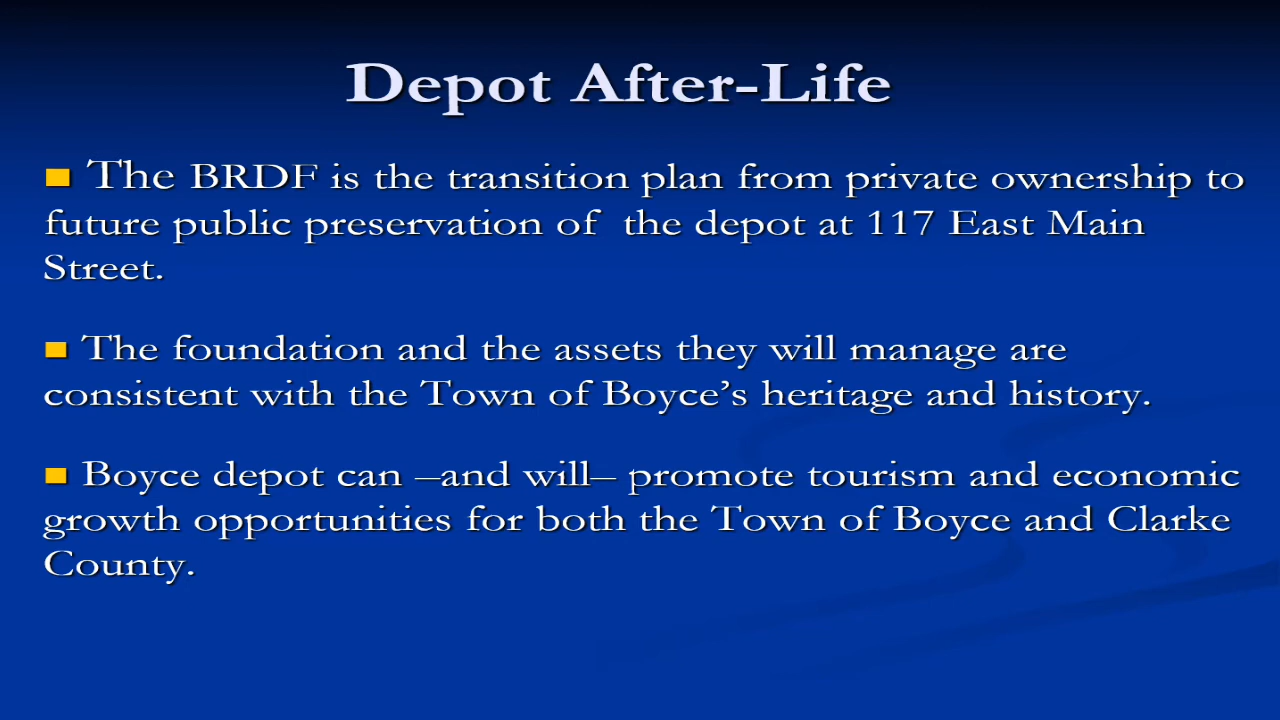 Depot After-Life
The BRDF is the transition plan from private ownership to
future public preservation of the depot at 117 East Main
Street.
The foundation and the assets they will manage are
consistent with the Town of Boyce’s heritage and history.
Boyce depot can –and will– promote tourism and economic
growth opportunities for both the Town of Boyce and Clarke
County.